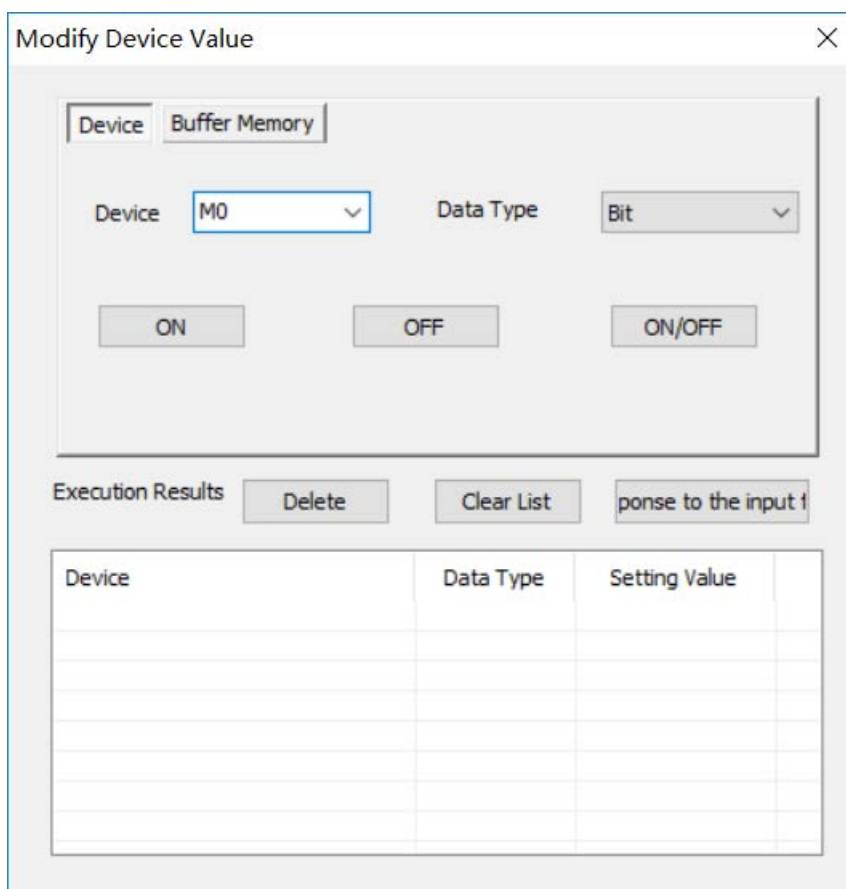 Modify Device Value
Device Buffer Memory
Device M0 Data Type Bit
ON OFF ON/OFF
Execution Results Delete Clear List ponse to the input
Device Data Type Setting Value